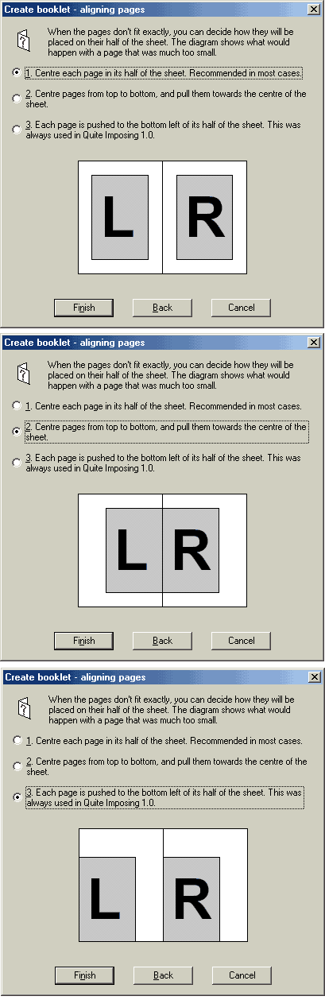 Create booklet - aligning pages
When the pages don't fit exactly, you can decide how they will be
placed on their half of the sheet. The diagram shows what would
happen with a page that was much too small.
1. Centre each page in its half of the sheet. Recommended in most cases.
2. Centre pages from top to bottom, and pull them towards the centre of the
sheet.
3. Each page is pushed to the bottom left of its half of the sheet. This was
always used in Quite Imposing 1.0.
L R
Finish Back Cancel
Create booklet - aligning pages
When the pages don't fit exactly, you can decide how they will be
placed on their half of the sheet. The diagram shows what would
happen with a page that was much too small.
1. Centre each page in its half of the sheet. Recommended in most cases.
2. Centre pages from top to bottom, and pull them towards the centre of the
sheet.
3. Each page is pushed to the bottom left of its half of the sheet. This was
always used in Quite Imposing 1.0.
L R
Finish Back Cancel
Create booklet - aligning pages
When the pages don't fit exactly, you can decide how they will be
placed on their half of the sheet. The diagram shows what would
happen with a page that was much too small.
1. Centre each page in its half of the sheet. Recommended in most cases.
2. Centre pages from top to bottom, and pull them towards the centre of the
sheet.
3. Each page is pushed to the bottom left of its half of the sheet. This was
always used in Quite Imposing 1.0.
L R
Finish Back Cancel